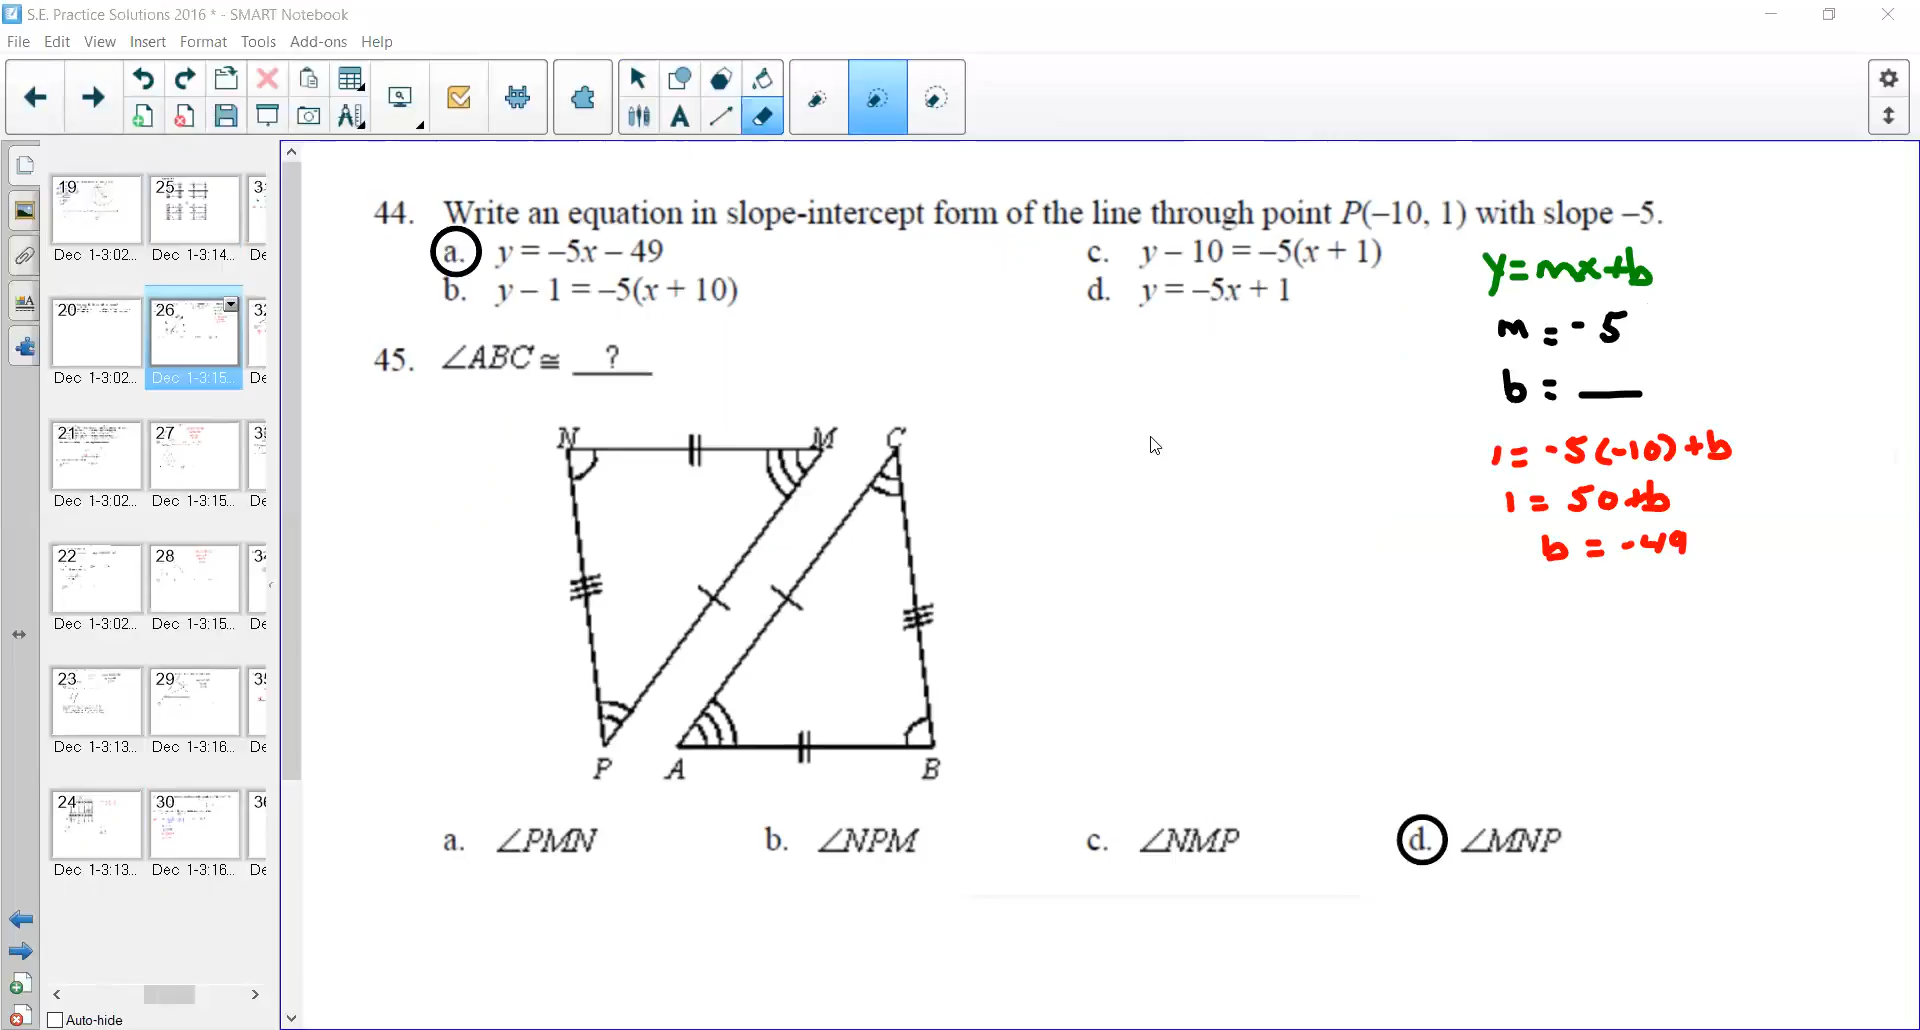 S.E. Practice Solutions 2016 * - SMART Notebook
File Edit View Insert Format Tools Add-ons Help
44. Write an equation in slope-intercept form of the line through point P(–10, 1) with slope –5.
a. y = –5x – 49
c. y – 10 = –5(x + 1)
b. y – 1 = –5(x + 10)
d. y = –5x + 1
y = mx + b
m = -5
b = ___
1 = -5(-10) + b
1 = 50 + b
b = -49
45. ∠ABC ≅ ?
N M C
P A B
a. ∠PMN b. ∠NPM c. ∠NMP d. ∠MNP
19 25
Dec 1-3:02... Dec 1-3:14...
20 26
Dec 1-3:02... Dec 1-3:15...
21 27
Dec 1-3:02... Dec 1-3:15...
22 28
Dec 1-3:02... Dec 1-3:15...
23 29
Dec 1-3:13... Dec 1-3:16...
24 30
Dec 1-3:13... Dec 1-3:16...
Auto-hide